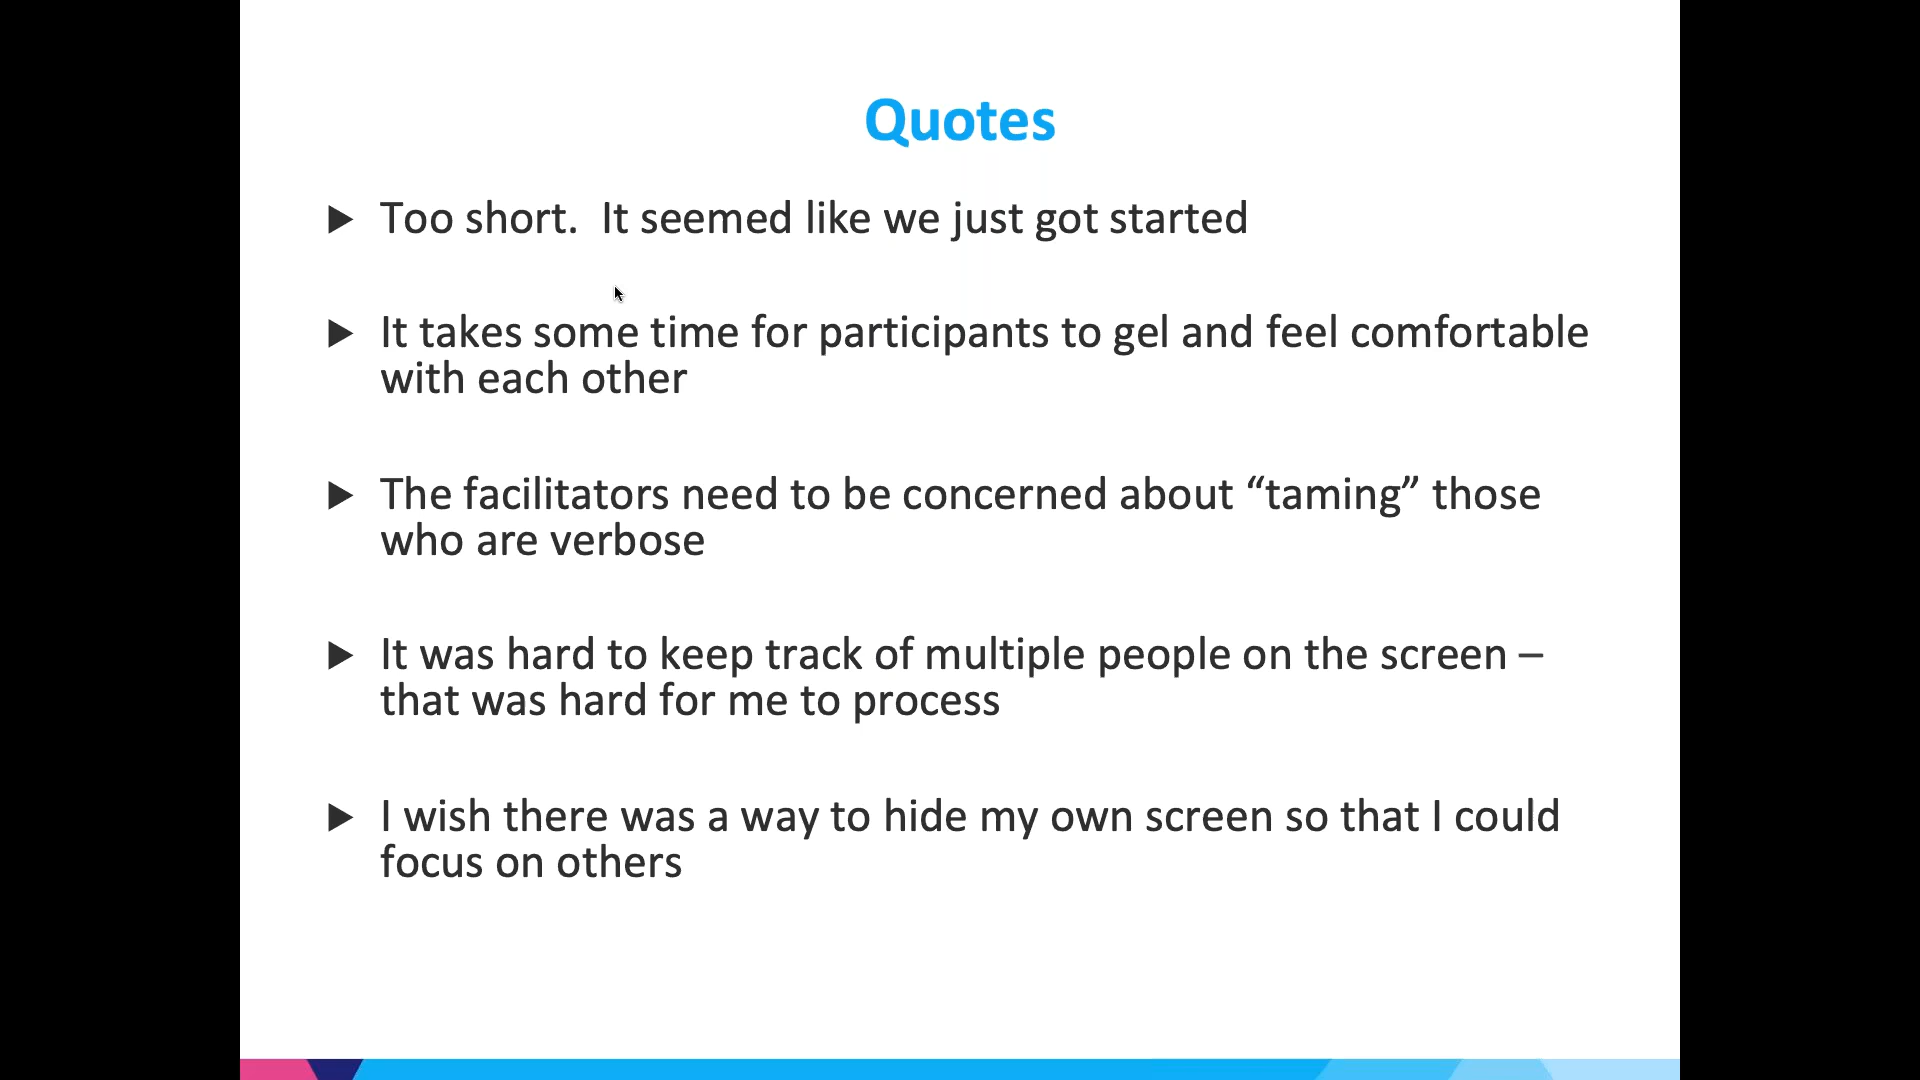 Quotes
Too short.  It seemed like we just got started
It takes some time for participants to gel and feel comfortable
with each other
The facilitators need to be concerned about “taming” those
who are verbose
It was hard to keep track of multiple people on the screen –
that was hard for me to process
I wish there was a way to hide my own screen so that I could
focus on others